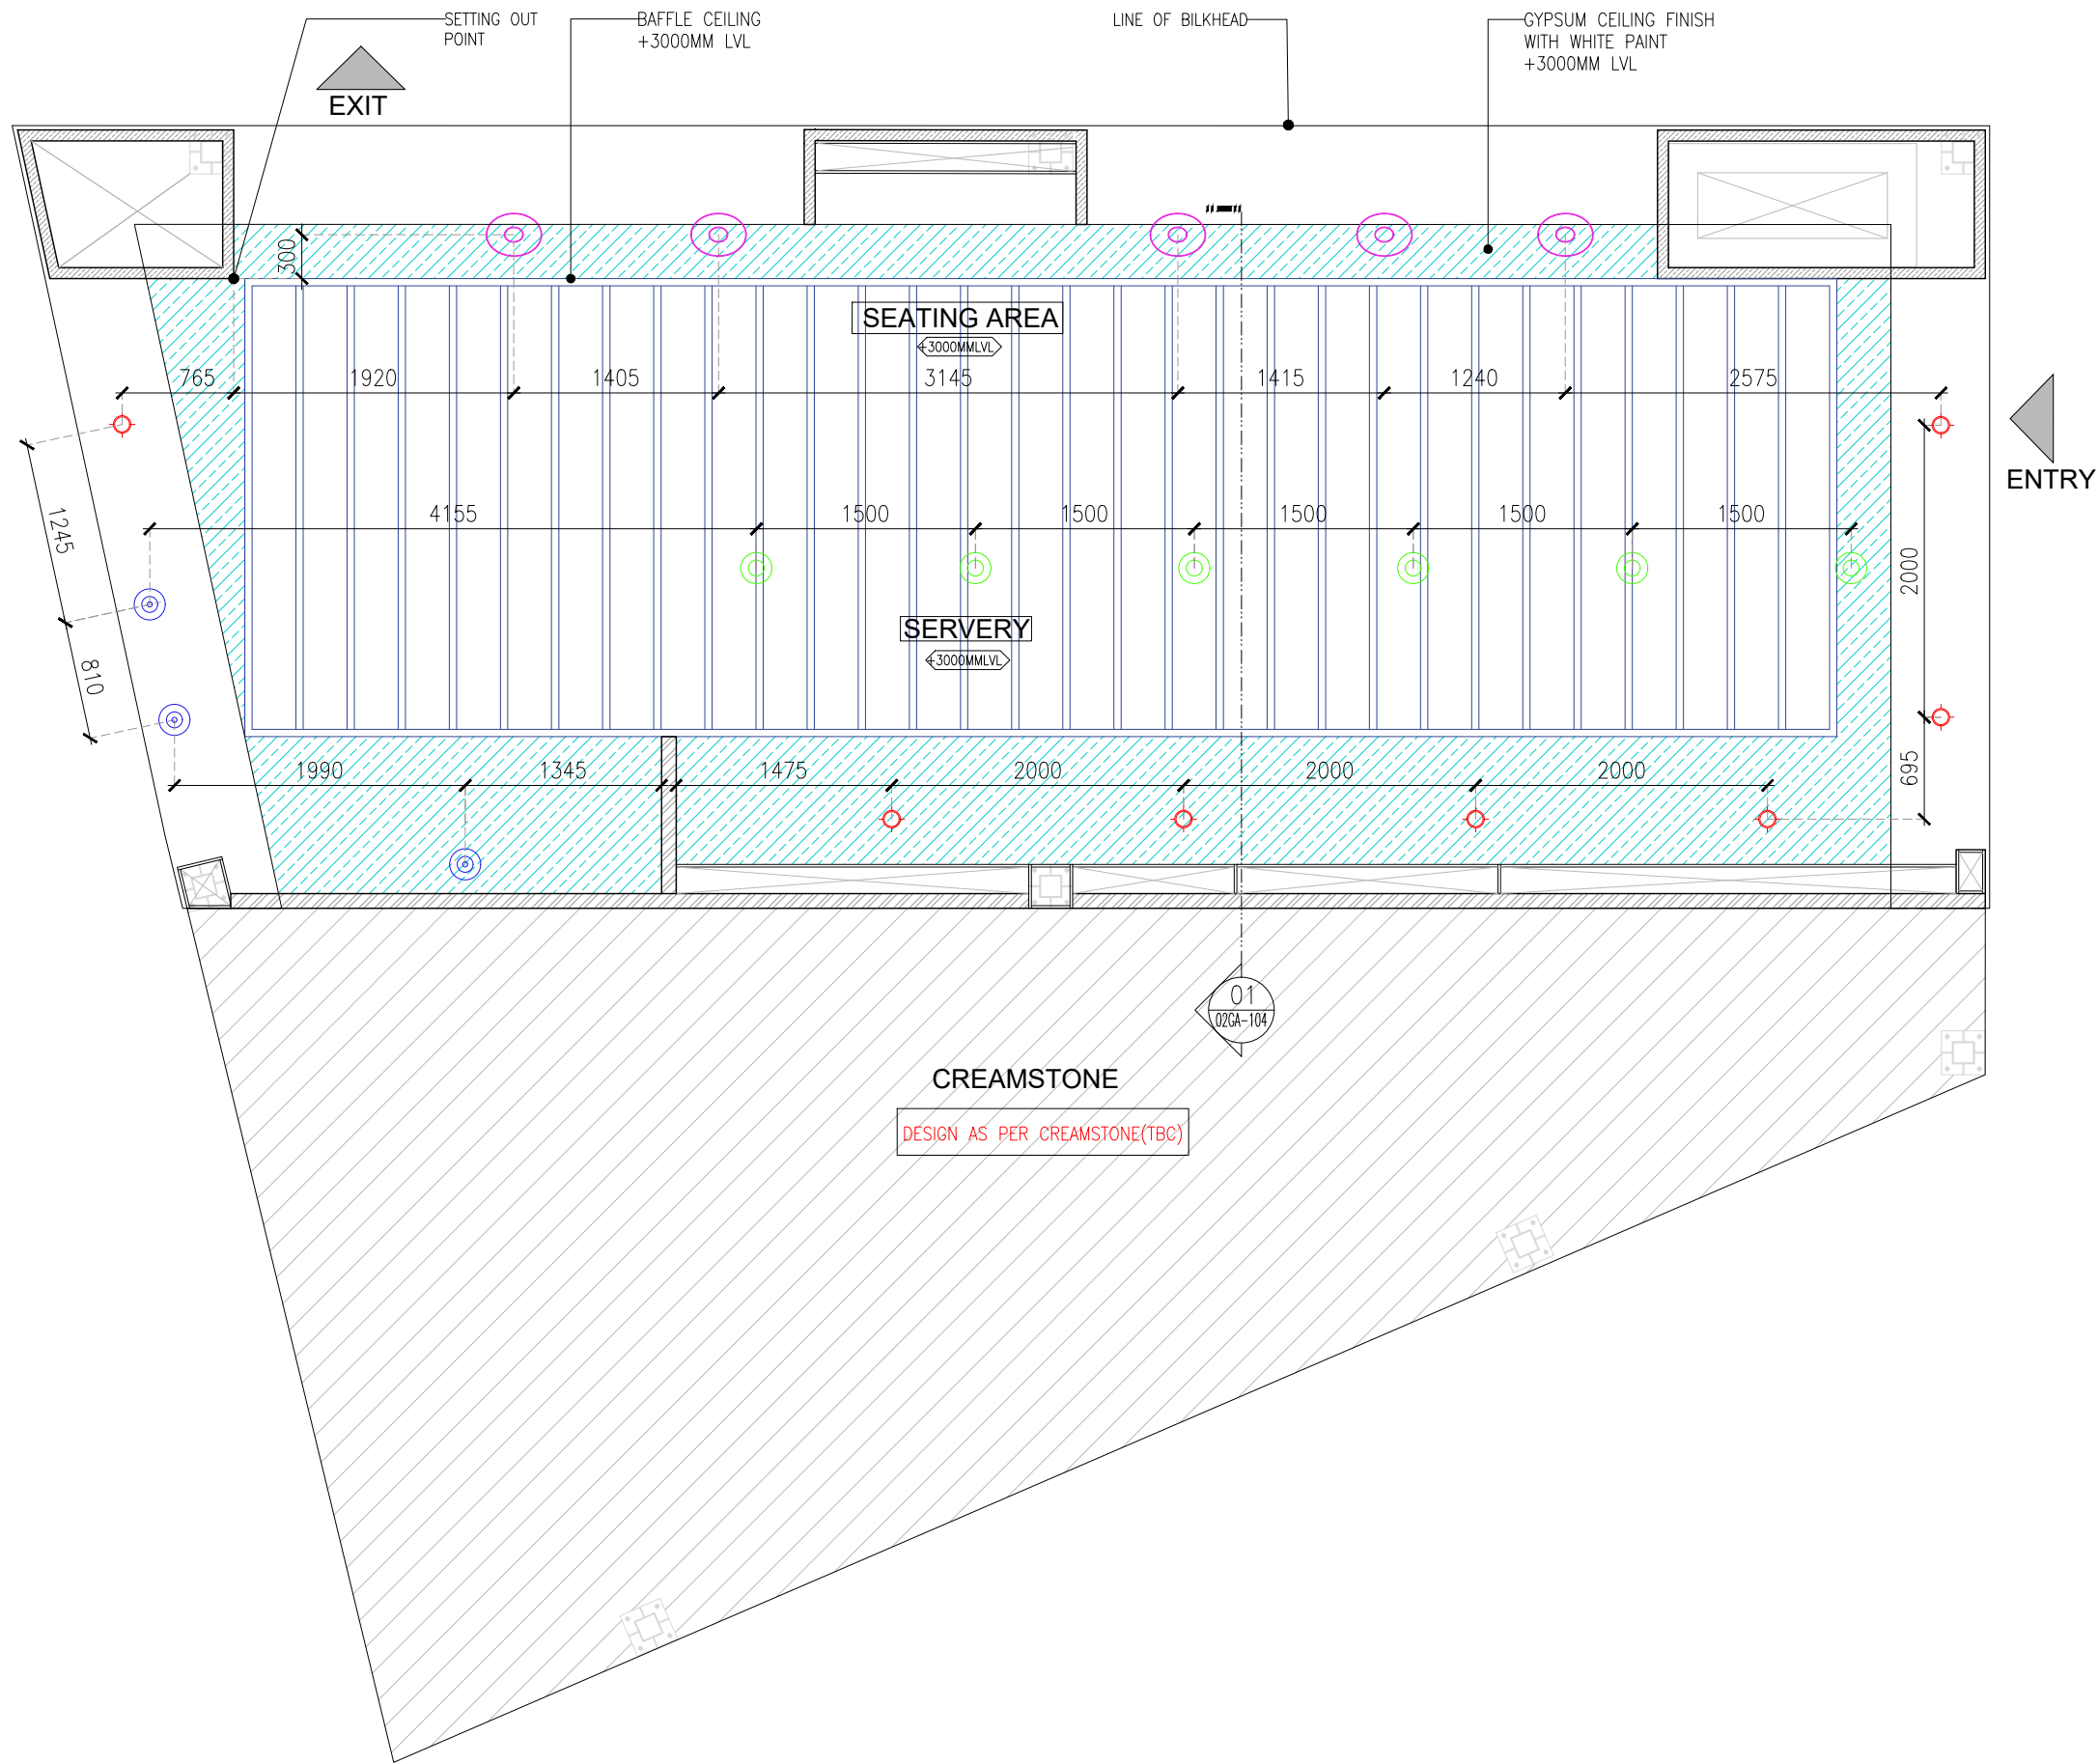 SETTING OUT
POINT
BAFFLE CEILING
+3000MM LVL
LINE OF BILKHEAD
GYPSUM CEILING FINISH
WITH WHITE PAINT
+3000MM LVL
EXIT
300
SEATING AREA
+3000MMLVL
765
1920
1405
3145
1415
1240
2575
ENTRY
1245
4155
1500
1500
1500
1500
1500
2000
SERVERY
+3000MMLVL
810
1990
1345
1475
2000
2000
2000
695
01
02GA-104
CREAMSTONE
DESIGN AS PER CREAMSTONE(TBC)